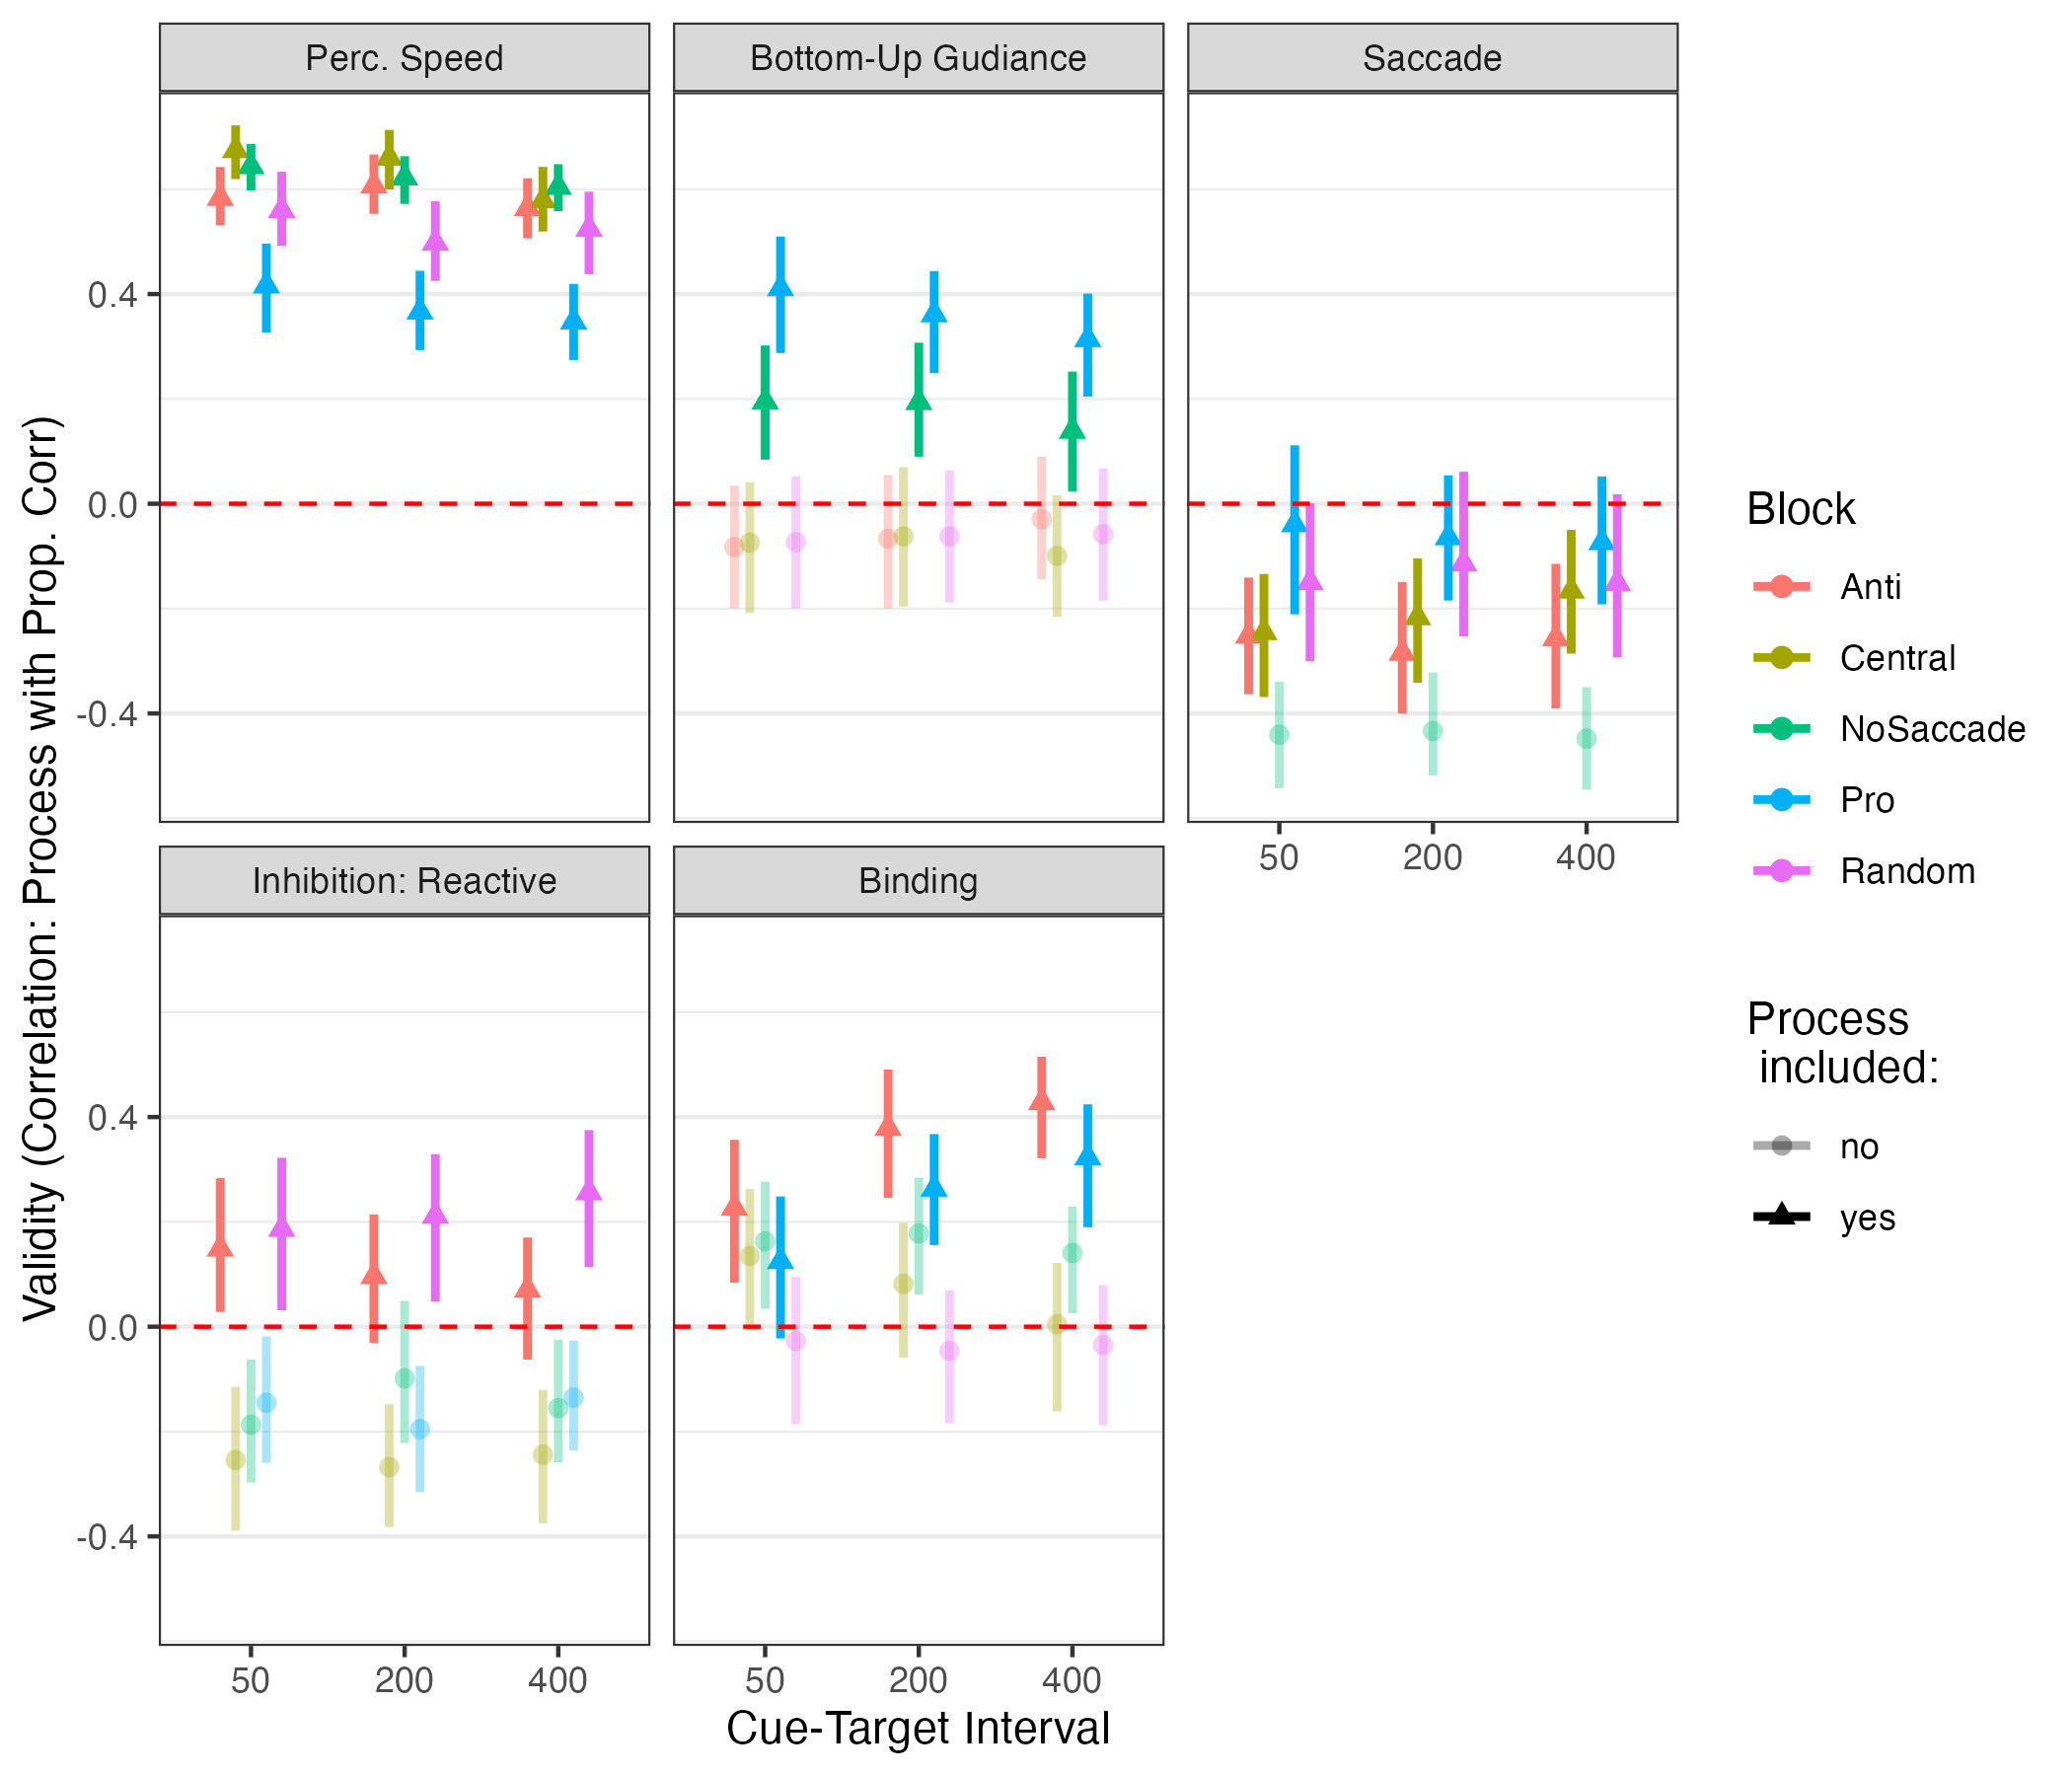 Perc. Speed
Bottom-Up Gudiance
Saccade
0.4
0.0
-0.4
50
200
400
Inhibition: Reactive
Binding
0.4
0.0
-0.4
50
200
400
50
200
400
Cue-Target Interval
Validity (Correlation: Process with Prop. Corr)
Block
Anti
Central
NoSaccade
Pro
Random
Process
included:
no
yes